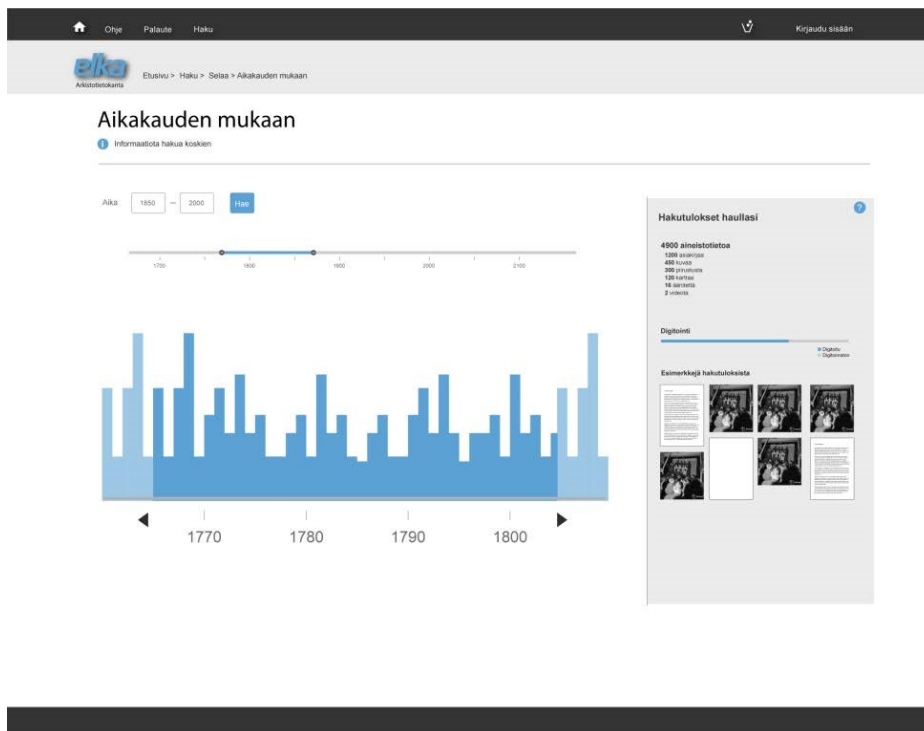 Ohje Palaute Haku Kirjaudu sisään
elka
Arkistotietokanta
Etusivu > Haku > Selaa > Aikakauden mukaan
Aikakauden mukaan
i Informaatiota hakua koskien
Aika 1850 – 2000 Hae
1700 1800 1900 2000 2100
1770 1780 1790 1800
?
Hakutulokset haullasi
4900 aineistotietoa
1200 asiakirjaa
450 kuvaa
300 piirustusta
120 karttaa
16 äänitettä
2 videota
Digitointi
Digitoitu
Digitoimaton
Esimerkkejä hakutuloksista